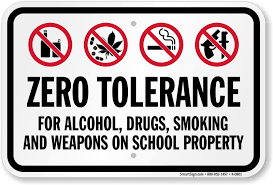 ZERO TOLERANCE
FOR ALCOHOL, DRUGS, SMOKING
AND WEAPONS ON SCHOOL PROPERTY